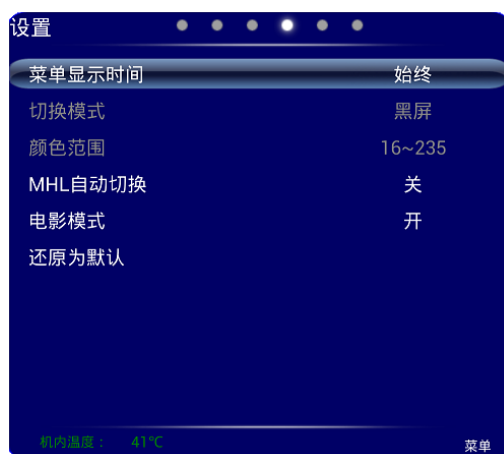 设置
菜单显示时间 始终
切换模式 黑屏
颜色范围 16~235
MHL自动切换 关
电影模式 开
还原为默认
机内温度： 41℃ 菜单